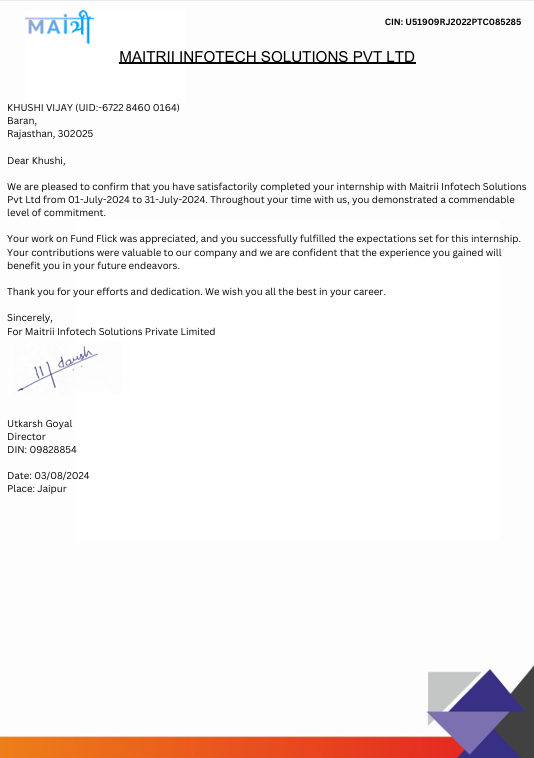 मैत्री
CIN: U51909RJ2022PTC085285
MAITRII INFOTECH SOLUTIONS PVT LTD
KHUSHI VIJAY (UID:-6722 8460 0164)
Baran,
Rajasthan, 302025
Dear Khushi,
We are pleased to confirm that you have satisfactorily completed your internship with Maitrii Infotech Solutions
Pvt Ltd from 01-July-2024 to 31-July-2024. Throughout your time with us, you demonstrated a commendable
level of commitment.
Your work on Fund Flick was appreciated, and you successfully fulfilled the expectations set for this internship.
Your contributions were valuable to our company and we are confident that the experience you gained will
benefit you in your future endeavors.
Thank you for your efforts and dedication. We wish you all the best in your career.
Sincerely,
For Maitrii Infotech Solutions Private Limited
Utkarsh Goyal
Director
DIN: 09828854
Date: 03/08/2024
Place: Jaipur